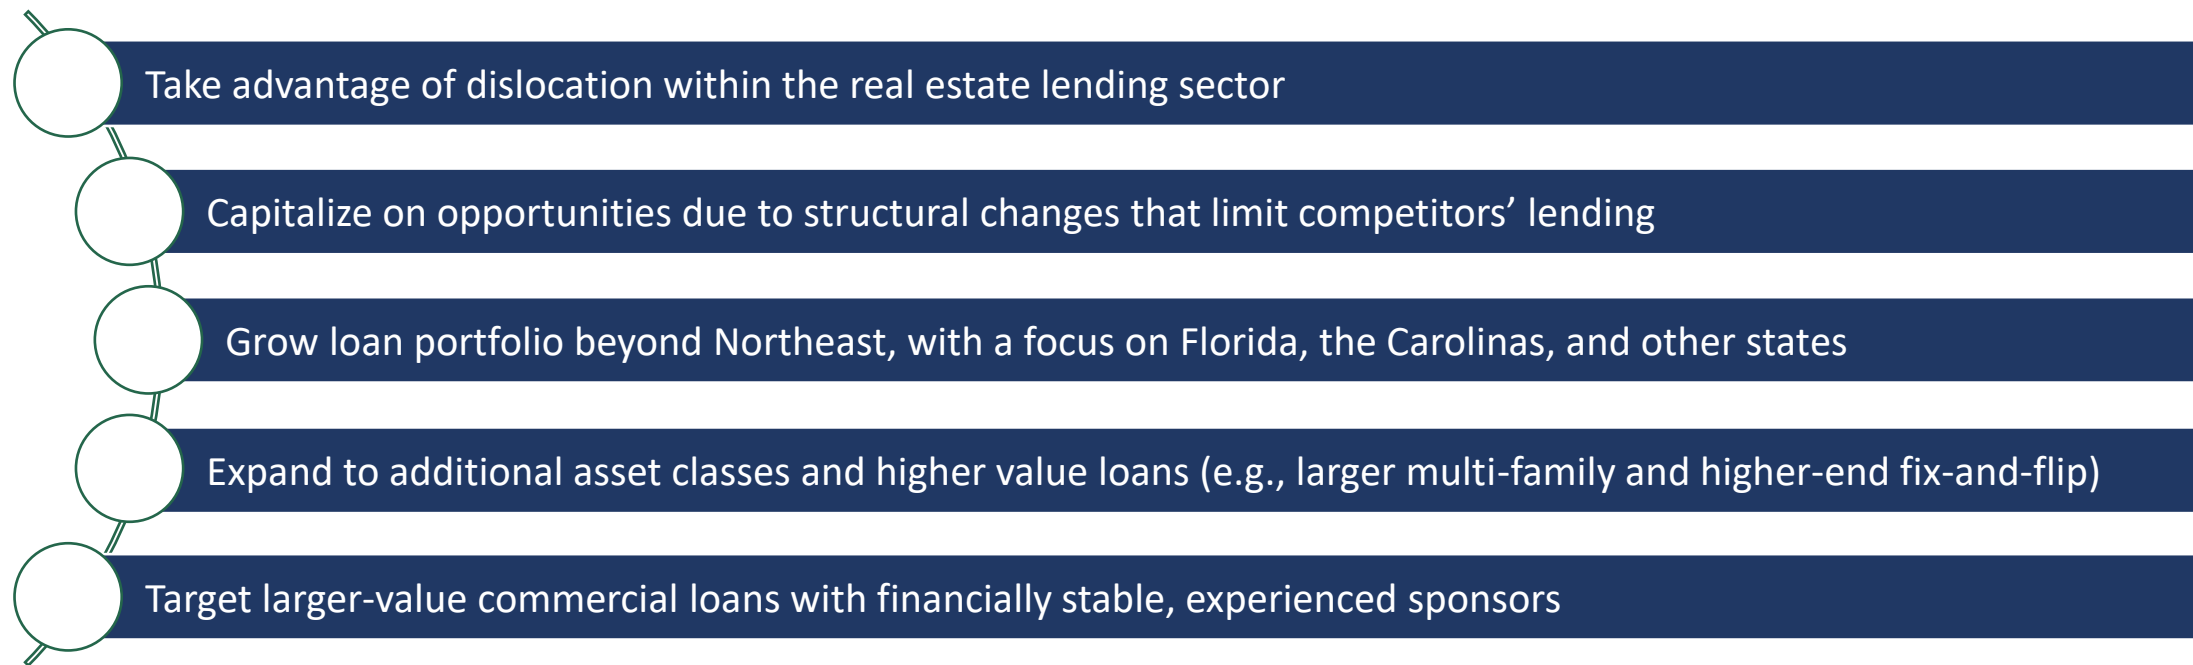 Take advantage of dislocation within the real estate lending sector
Capitalize on opportunities due to structural changes that limit competitors’ lending
Grow loan portfolio beyond Northeast, with a focus on Florida, the Carolinas, and other states
Expand to additional asset classes and higher value loans (e.g., larger multi-family and higher-end fix-and-flip)
Target larger-value commercial loans with financially stable, experienced sponsors